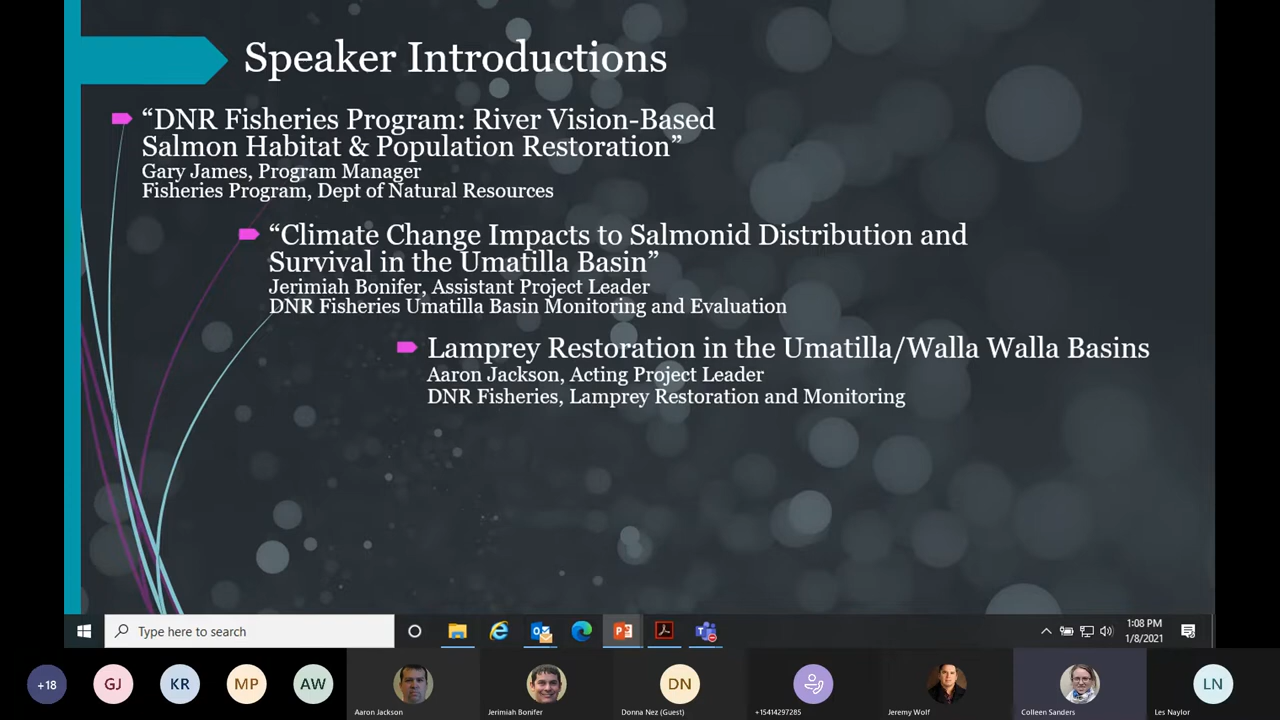 Speaker Introductions
“DNR Fisheries Program: River Vision-Based
Salmon Habitat & Population Restoration”
Gary James, Program Manager
Fisheries Program, Dept of Natural Resources
“Climate Change Impacts to Salmonid Distribution and
Survival in the Umatilla Basin”
Jerimiah Bonifer, Assistant Project Leader
DNR Fisheries Umatilla Basin Monitoring and Evaluation
Lamprey Restoration in the Umatilla/Walla Walla Basins
Aaron Jackson, Acting Project Leader
DNR Fisheries, Lamprey Restoration and Monitoring
Type here to search
1:08 PM
1/8/2021
+18
GJ
KR
MP
AW
DN
LN
Aaron Jackson
Jerimiah Bonifer
Donna Nez (Guest)
+15414297285
Jeremy Wolf
Colleen Sanders
Les Naylor